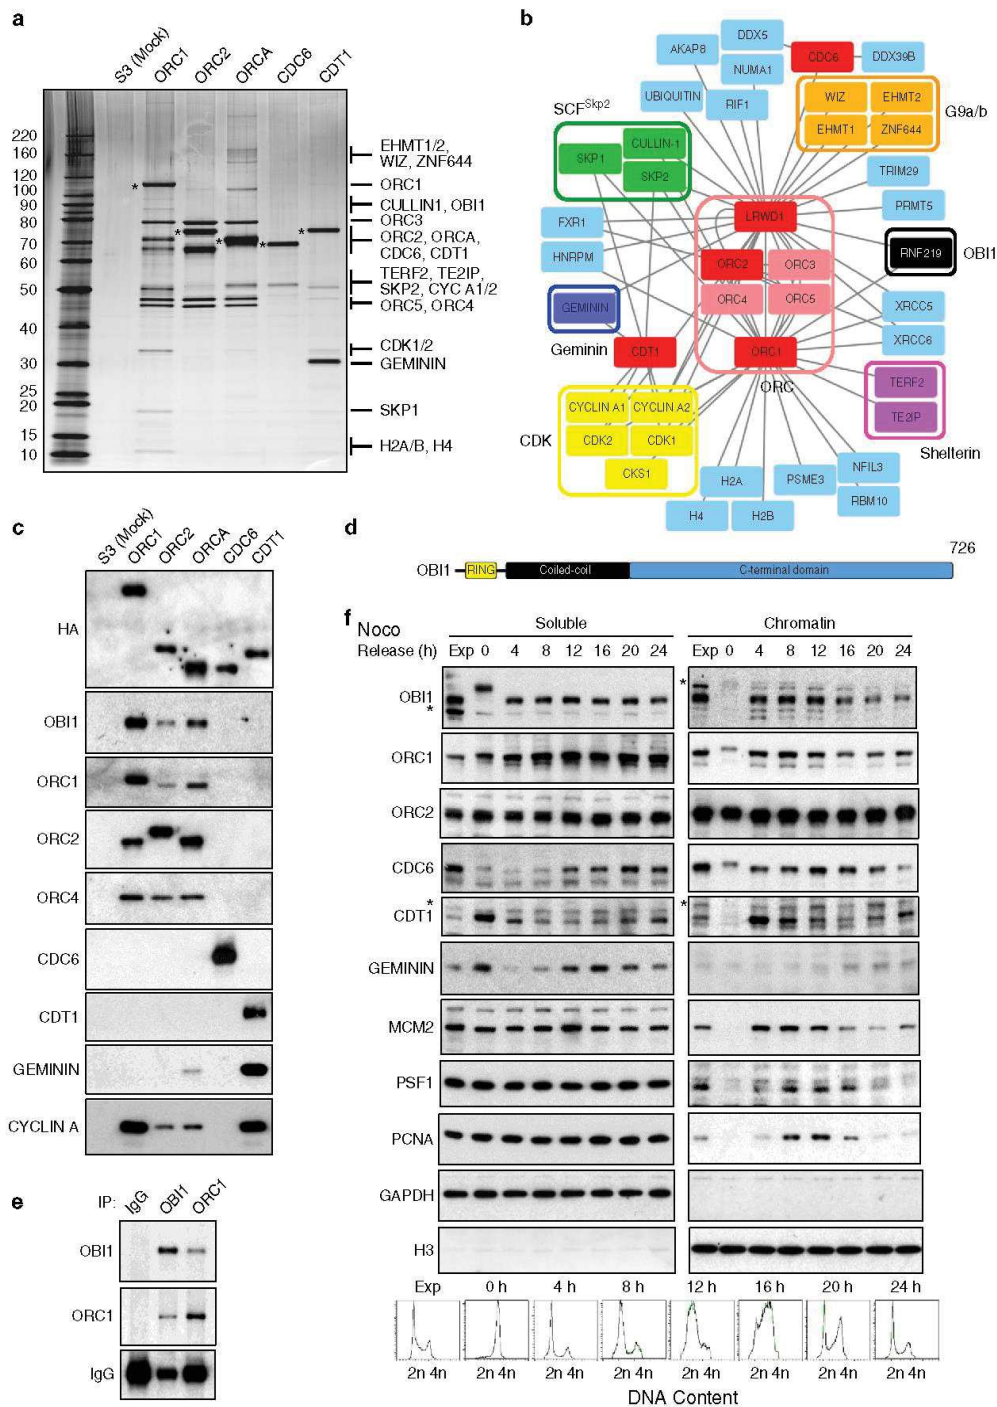 a
S3 (Mock)
ORC1
ORC2
ORCA
CDC6
CDT1
220
160
120
100
90
80
70
60
50
40
30
25
20
15
10
*
*
*
*
*
EHMT1/2,
WIZ, ZNF644
ORC1
CULLIN1, OBI1
ORC3
ORC2, ORCA,
CDC6, CDT1
TERF2, TE2IP,
SKP2, CYC A1/2
ORC5, ORC4
CDK1/2
GEMININ
SKP1
H2A/B, H4
b
DDX5
AKAP8
CDC6
DDX39B
NUMA1
UBIQUITIN
RIF1
WIZ
EHMT2
EHMT1
ZNF644
G9a/b
SCFSkp2
CULLIN-1
SKP1
SKP2
TRIM29
PRMT5
LRWD1
FXR1
HNRPM
RNF219
OBI1
ORC2
ORC3
ORC4
ORC5
GEMININ
Geminin
XRCC5
XRCC6
CDT1
ORC1
ORC
TERF2
TE2IP
Shelterin
CDK
CYCLIN A1
CYCLIN A2
CDK2
CDK1
CKS1
H2A
PSME3
NFIL3
RBM10
H4
H2B
c
S3 (Mock)
ORC1
ORC2
ORCA
CDC6
CDT1
HA
OBI1
ORC1
ORC2
ORC4
CDC6
CDT1
GEMININ
CYCLIN A
d
726
OBI1
RING
Coiled-coil
C-terminal domain
e
IP:
IgG
OBI1
ORC1
OBI1
ORC1
IgG
f
Noco
Release (h)
Soluble
Chromatin
Exp 0 4 8 12 16 20 24
Exp 0 4 8 12 16 20 24
OBI1
*
*
ORC1
ORC2
CDC6
*
*
CDT1
GEMININ
MCM2
PSF1
PCNA
GAPDH
H3
Exp 0 h 4 h 8 h 12 h 16 h 20 h 24 h
2n 4n 2n 4n 2n 4n 2n 4n 2n 4n 2n 4n 2n 4n 2n 4n
DNA Content